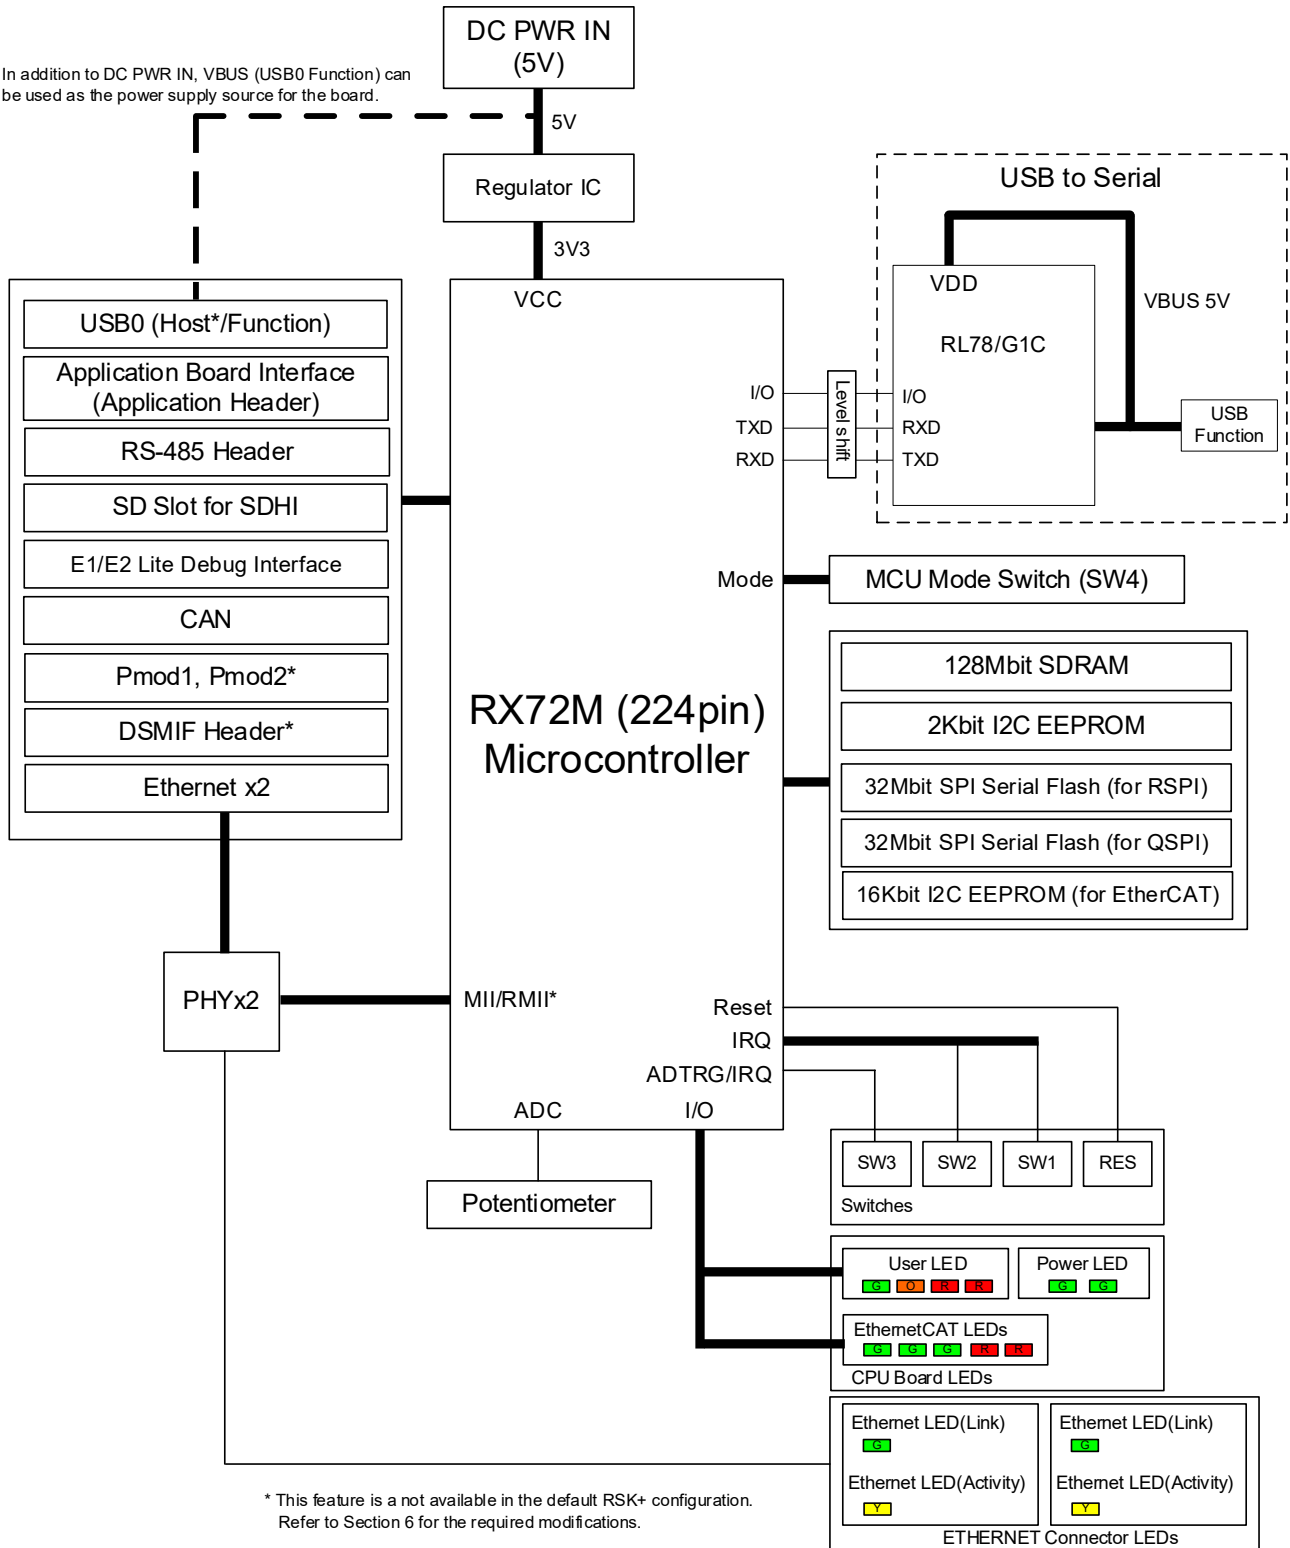 DC PWR IN
(5V)
In addition to DC PWR IN, VBUS (USB0 Function) can
be used as the power supply source for the board.
5V
Regulator IC
3V3
USB to Serial
VDD
RL78/G1C
VBUS 5V
I/O
RXD
TXD
USB
Function
Level shift
I/O
TXD
RXD
VCC
USB0 (Host*/Function)
Application Board Interface
(Application Header)
RS-485 Header
SD Slot for SDHI
E1/E2 Lite Debug Interface
CAN
Pmod1, Pmod2*
DSMIF Header*
Ethernet x2
Mode
MCU Mode Switch (SW4)
RX72M (224pin)
Microcontroller
128Mbit SDRAM
2Kbit I2C EEPROM
32Mbit SPI Serial Flash (for RSPI)
32Mbit SPI Serial Flash (for QSPI)
16Kbit I2C EEPROM (for EtherCAT)
PHYx2
MII/RMII*
Reset
IRQ
ADTRG/IRQ
ADC
I/O
Potentiometer
SW3
SW2
SW1
RES
Switches
User LED
G O R R
Power LED
G G
EthernetCAT LEDs
G G G R R
CPU Board LEDs
Ethernet LED(Link)
G
Ethernet LED(Activity)
Y
Ethernet LED(Link)
G
Ethernet LED(Activity)
Y
ETHERNET Connector LEDs
* This feature is a not available in the default RSK+ configuration.
Refer to Section 6 for the required modifications.